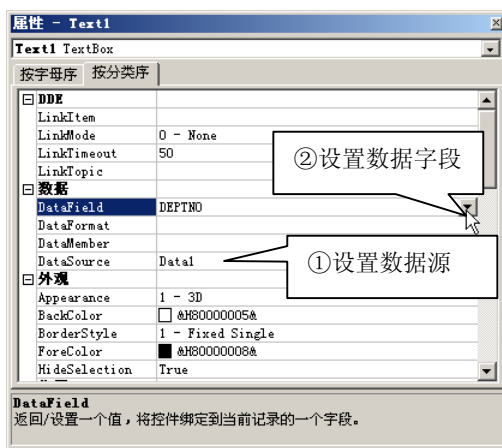 属性 - Text1
Text1 TextBox
按字母序 按分类序
DDE
LinkItem
LinkMode 0 - None
LinkTimeout 50
LinkTopic
②设置数据字段
数据
DataField DEPTNO
DataFormat
DataMember
DataSource Data1
①设置数据源
外观
Appearance 1 - 3D
BackColor &H80000005&
BorderStyle 1 - Fixed Single
ForeColor &H80000008&
HideSelection True
DataField
返回/设置一个值，将控件绑定到当前记录的一个字段。